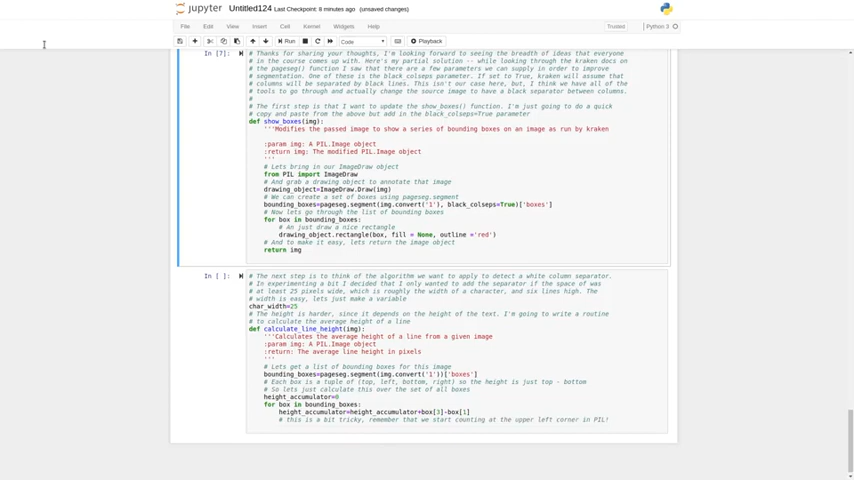 jupyter Untitled124 Last Checkpoint: 8 minutes ago (unsaved changes)
File Edit View Insert Cell Kernel Widgets Help Trusted Python 3
Run Code Playback
In [7]: # Thanks for sharing your thoughts, I'm looking forward to seeing the breadth of ideas that everyone
# in the course comes up with. Here's my partial solution -- while looking through the kraken docs on
# the pageseg() function I saw that there are a few parameters we can supply in order to improve
# segmentation. One of these is the black_colseps parameter. If set to True, kraken will assume that
# columns will be separated by black lines. This isn't our case here, but, I think we have all of the
# tools to go through and actually change the source image to have a black separator between columns.
#
# The first step is that I want to update the show_boxes() function. I'm just going to do a quick
# copy and paste from the above but add in the black_colseps=True parameter
def show_boxes(img):
'''Modifies the passed image to show a series of bounding boxes on an image as run by kraken
:param img: A PIL.Image object
:return img: The modified PIL.Image object
'''
# Lets bring in our ImageDraw object
from PIL import ImageDraw
# And grab a drawing object to annotate that image
drawing_object=ImageDraw.Draw(img)
# We can create a set of boxes using pageseg.segment
bounding_boxes=pageseg.segment(img.convert('1'), black_colseps=True)['boxes']
# Now lets go through the list of bounding boxes
for box in bounding_boxes:
# An just draw a nice rectangle
drawing_object.rectangle(box, fill = None, outline ='red')
# And to make it easy, lets return the image object
return img
In [ ]: # The next step is to think of the algorithm we want to apply to detect a white column separator.
# In experimenting a bit I decided that I only wanted to add the separator if the space of was
# at least 25 pixels wide, which is roughly the width of a character, and six lines high. The
# width is easy, lets just make a variable
char_width=25
# The height is harder, since it depends on the height of the text. I'm going to write a routine
# to calculate the average height of a line
def calculate_line_height(img):
'''Calculates the average height of a line from a given image
:param img: A PIL.Image object
:return: The average line height in pixels
'''
# Lets get a list of bounding boxes for this image
bounding_boxes=pageseg.segment(img.convert('1'))['boxes']
# Each box is a tuple of (top, left, bottom, right) so the height is just top - bottom
# So lets just calculate this over the set of all boxes
height_accumulator=0
for box in bounding_boxes:
height_accumulator=height_accumulator+box[3]-box[1]
# this is a bit tricky, remember that we start counting at the upper left corner in PIL!